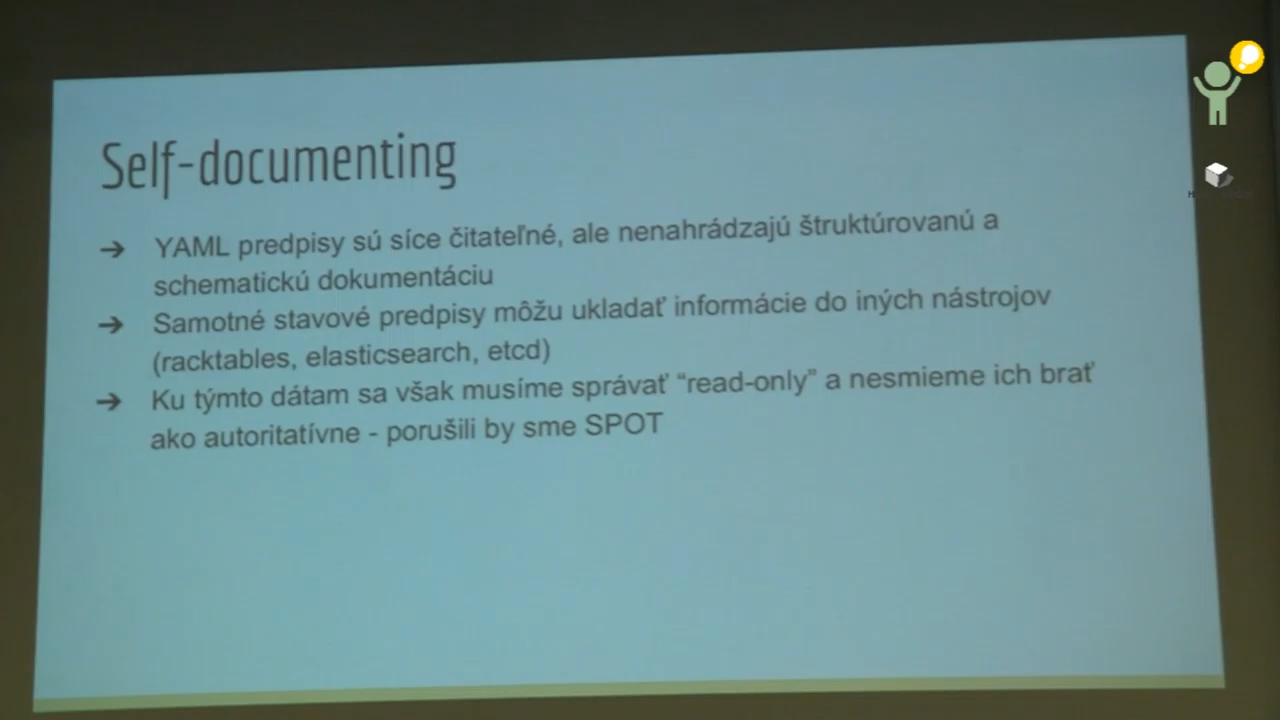 Self-documenting
➔ YAML predpisy sú síce čitateľné, ale nenahrádzajú štruktúrovanú a
schematickú dokumentáciu
➔ Samotné stavové predpisy môžu ukladať informácie do iných nástrojov
(racktables, elasticsearch, etcd)
➔ Ku týmto dátam sa však musíme správať “read-only” a nesmieme ich brať
ako autoritatívne - porušili by sme SPOT